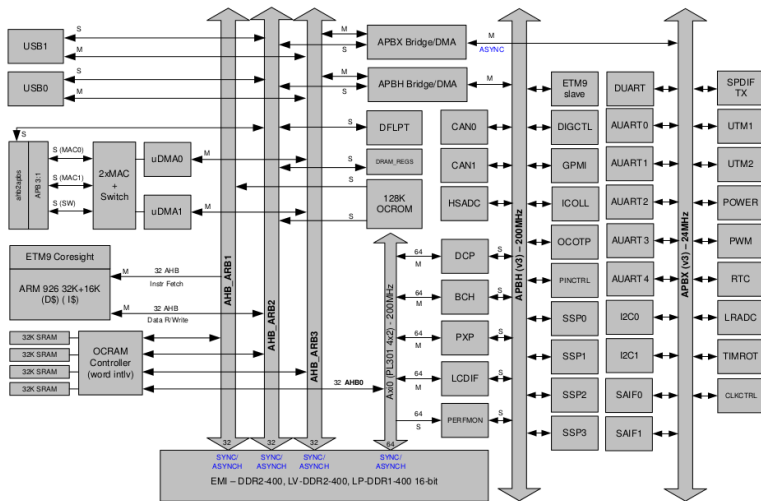 USB1
S
M
USB0
S
M
S
M
S
APBX Bridge/DMA
M
ASYNC
M
S
APBH Bridge/DMA
M
S
DFLPT
S
DRAM_REGS
S
128K
OCROM
S
ahb2apbs
APB 3:1
S (MAC0)
S (MAC1)
S (SW)
2xMAC
+
Switch
uDMA0
M
uDMA1
M
ETM9 Coresight
ARM 926 32K+16K
(D$) ( I$)
M
32 AHB
Instr Fetch
M
32 AHB
Data R/Write
32K SRAM
32K SRAM
32K SRAM
32K SRAM
OCRAM
Controller
(word intlv)
32 AHB0
AHB_ARB1
AHB_ARB2
AHB_ARB3
Axi0 (PL301 4x2) - 200MHz
64
M
DCP
S
64
M
BCH
S
64
M
PXP
S
64
M
LCDIF
S
64
S
PERFMON
S
CAN0
CAN1
HSADC
APBH (v3) – 200MHz
ETM9
slave
DIGCTL
GPMI
ICOLL
OCOTP
PINCTRL
SSP0
SSP1
SSP2
SSP3
DUART
AUART 0
AUART 1
AUART 2
AUART 3
AUART 4
I2C0
I2C1
SAIF0
SAIF1
APBX (v3) – 24MHz
SPDIF
TX
UTM1
UTM2
POWER
PWM
RTC
LRADC
TIMROT
CLKCTRL
32
32
32
64
SYNC/
ASYNCH
SYNC/
ASYNCH
SYNC/
ASYNCH
SYNC/
ASYNCH
EMI – DDR2-400, LV-DDR2-400, LP-DDR1-400 16-bit